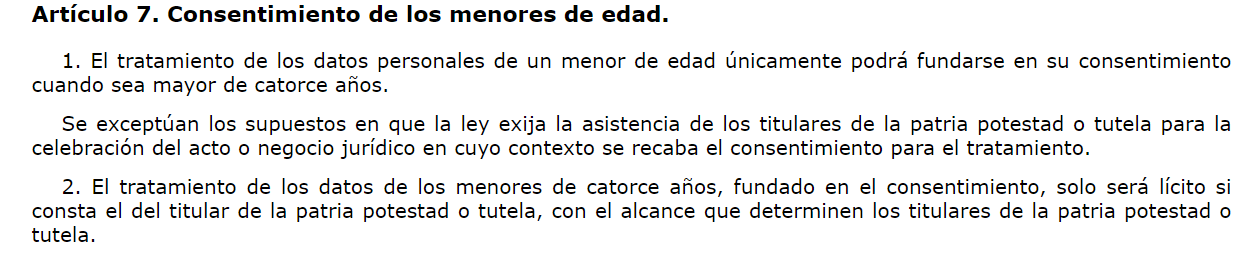 Artículo 7. Consentimiento de los menores de edad.
1. El tratamiento de los datos personales de un menor de edad únicamente podrá fundarse en su consentimiento
cuando sea mayor de catorce años.
Se exceptúan los supuestos en que la ley exija la asistencia de los titulares de la patria potestad o tutela para la
celebración del acto o negocio jurídico en cuyo contexto se recaba el consentimiento para el tratamiento.
2. El tratamiento de los datos de los menores de catorce años, fundado en el consentimiento, solo será lícito si
consta el del titular de la patria potestad o tutela, con el alcance que determinen los titulares de la patria potestad o
tutela.